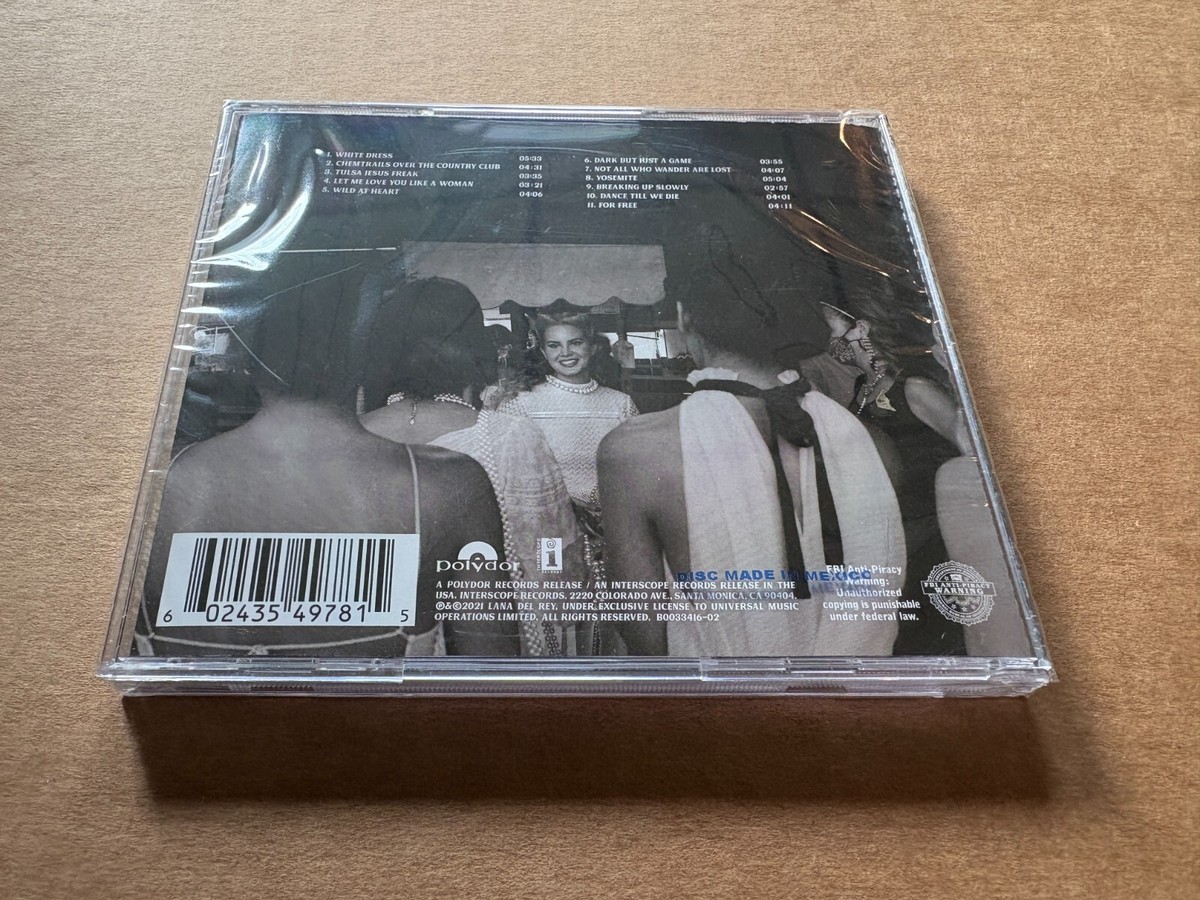 1. WHITE DRESS 05:33
2. CHEMTRAILS OVER THE COUNTRY CLUB 04:31
3. TULSA JESUS FREAK 03:35
4. LET ME LOVE YOU LIKE A WOMAN 03:21
5. WILD AT HEART 04:06
6. DARK BUT JUST A GAME 03:55
7. NOT ALL WHO WANDER ARE LOST 04:07
8. YOSEMITE 05:04
9. BREAKING UP SLOWLY 02:57
10. DANCE TILL WE DIE 04:01
11. FOR FREE 04:11
6 02435 49781 5
polydor
INTERSCOPE RECORDS
i
A POLYDOR RECORDS RELEASE / AN INTERSCOPE RECORDS RELEASE IN THE
USA. INTERSCOPE RECORDS. 2220 COLORADO AVE., SANTA MONICA, CA 90404.
℗&©2021 LANA DEL REY, UNDER EXCLUSIVE LICENSE TO UNIVERSAL MUSIC
OPERATIONS LIMITED. ALL RIGHTS RESERVED. B0033416-02
DISC MADE IN MEXICO
FBI Anti-Piracy
Warning:
Unauthorized
copying is punishable
under federal law.
FBI ANTI-PIRACY
WARNING